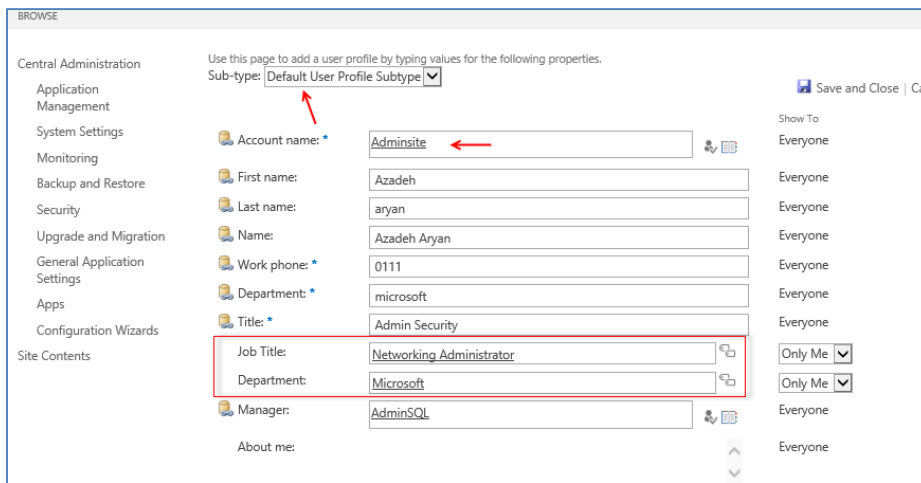 BROWSE
Central Administration
Application
Management
System Settings
Monitoring
Backup and Restore
Security
Upgrade and Migration
General Application
Settings
Apps
Configuration Wizards
Site Contents
Use this page to add a user profile by typing values for the following properties.
Sub-type: Default User Profile Subtype
Save and Close | Ca
Show To
Account name: * Adminsite Everyone
First name: Azadeh Everyone
Last name: aryan Everyone
Name: Azadeh Aryan Everyone
Work phone: * 0111 Everyone
Department: * microsoft Everyone
Title: * Admin Security Everyone
Job Title: Networking Administrator Only Me
Department: Microsoft Only Me
Manager: AdminSQL Everyone
About me: Everyone